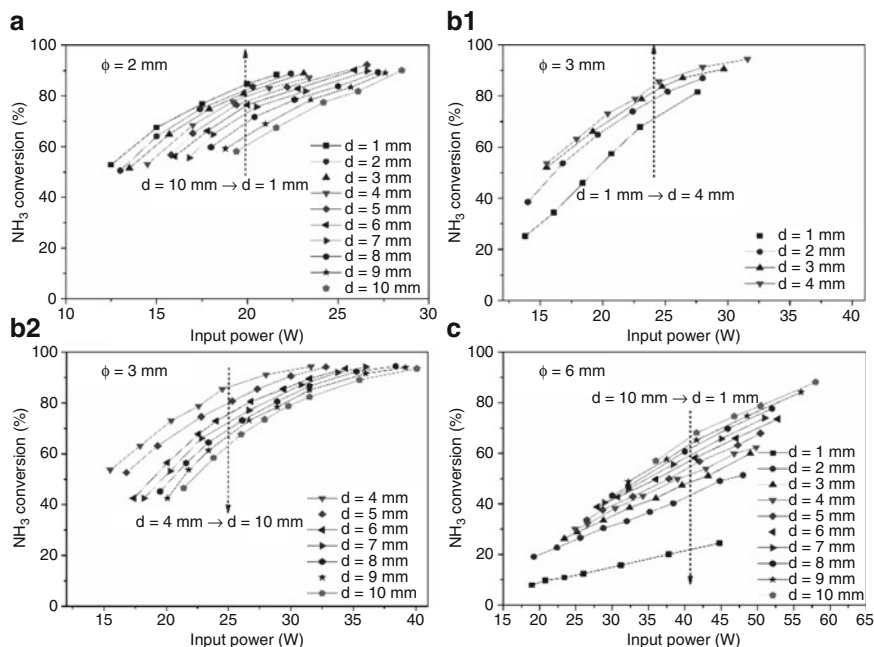 a
ϕ = 2 mm
NH₃ conversion (%)
100
80
60
40
20
0
d = 10 mm → d = 1 mm
d = 1 mm
d = 2 mm
d = 3 mm
d = 4 mm
d = 5 mm
d = 6 mm
d = 7 mm
d = 8 mm
d = 9 mm
d = 10 mm
10 15 20 25 30
Input power (W)
b1
ϕ = 3 mm
NH₃ conversion (%)
100
80
60
40
20
0
d = 1 mm → d = 4 mm
d = 1 mm
d = 2 mm
d = 3 mm
d = 4 mm
15 20 25 30 35 40
Input power (W)
b2
ϕ = 3 mm
NH₃ conversion (%)
100
80
60
40
20
0
d = 4 mm → d = 10 mm
d = 4 mm
d = 5 mm
d = 6 mm
d = 7 mm
d = 8 mm
d = 9 mm
d = 10 mm
15 20 25 30 35 40
Input power (W)
c
ϕ = 6 mm
NH₃ conversion (%)
100
80
60
40
20
0
d = 10 mm → d = 1 mm
d = 1 mm
d = 2 mm
d = 3 mm
d = 4 mm
d = 5 mm
d = 6 mm
d = 7 mm
d = 8 mm
d = 9 mm
d = 10 mm
15 20 25 30 35 40 45 50 55 60 65
Input power (W)